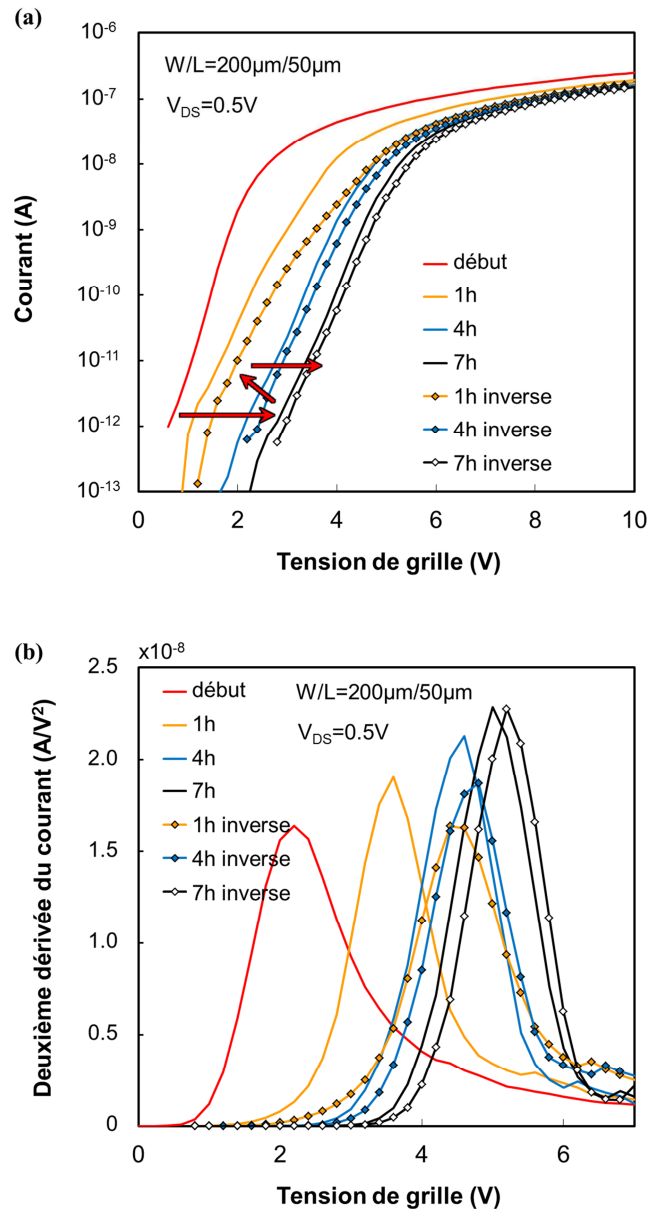 (a)
10-6
10-7
10-8
10-9
10-10
10-11
10-12
10-13
Courant (A)
W/L=200µm/50µm
VDS=0.5V
début
1h
4h
7h
1h inverse
4h inverse
7h inverse
0 2 4 6 8 10
Tension de grille (V)
(b)
x10-8
2.5
2.0
1.5
1.0
0.5
0
Deuxième dérivée du courant (A/V2)
début
1h
4h
7h
1h inverse
4h inverse
7h inverse
W/L=200µm/50µm
VDS=0.5V
0 2 4 6
Tension de grille (V)